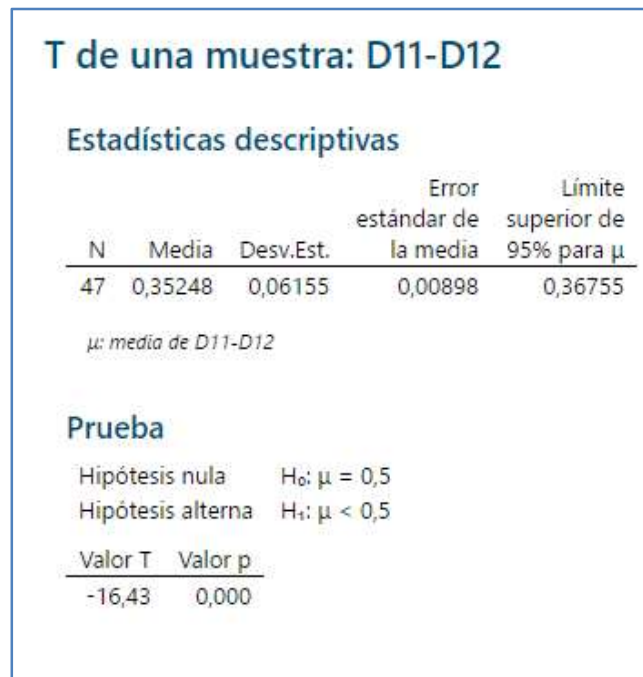 T de una muestra: D11-D12
Estadísticas descriptivas
Error Límite
estándar de superior de
N Media Desv.Est. la media 95% para μ
47 0,35248 0,06155 0,00898 0,36755
μ: media de D11-D12
Prueba
Hipótesis nula H₀: μ = 0,5
Hipótesis alterna H₁: μ < 0,5
Valor T Valor p
-16,43 0,000